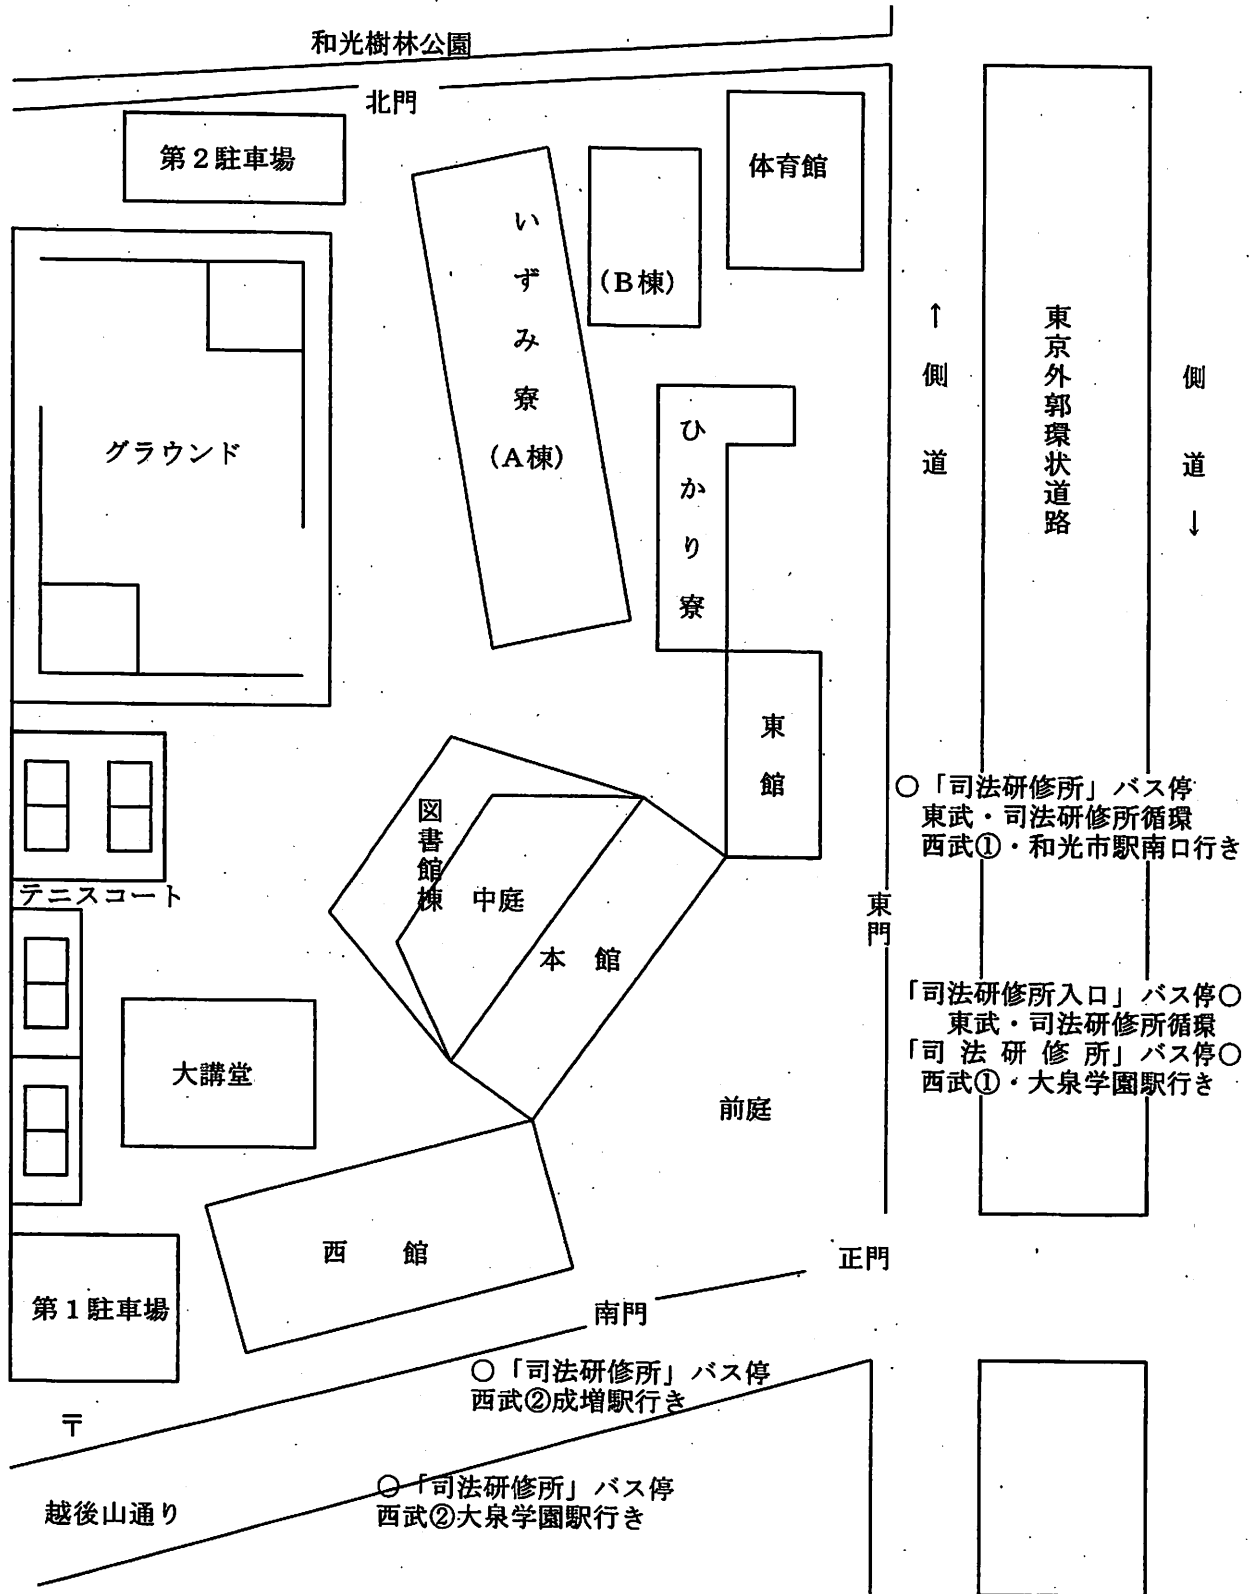 和光樹林公園
北門
第2駐車場
体育館
いずみ寮
(A棟)
(B棟)
グラウンド
ひかり寮
↑側道
東京外郭環状道路
側道↓
東館
○「司法研修所」バス停
東武・司法研修所循環
西武①・和光市駅南口行き
図書館棟
中庭
本館
テニスコート
東門
「司法研修所入口」バス停○
東武・司法研修所循環
「司法研修所」バス停○
西武①・大泉学園駅行き
大講堂
前庭
西館
正門
第1駐車場
南門
○「司法研修所」バス停
西武②成増駅行き
〒
○「司法研修所」バス停
西武②大泉学園駅行き
越後山通り